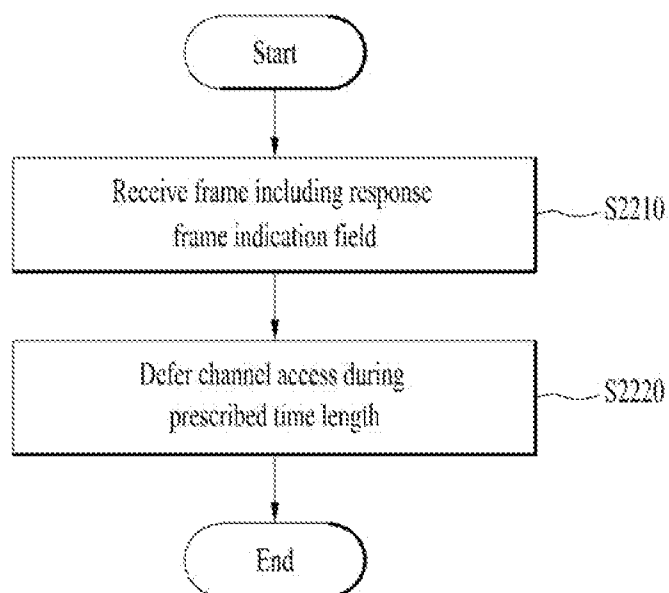 Start
Receive frame including response
frame indication field
S2210
Defer channel access during
prescribed time length
S2220
End